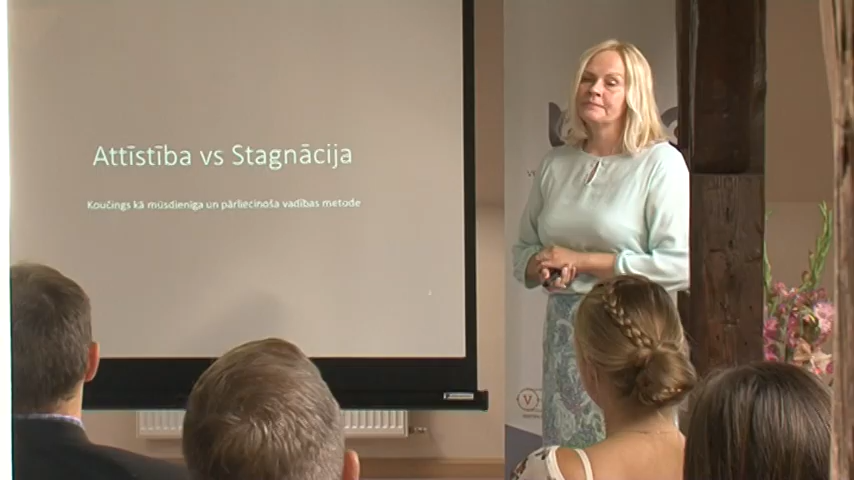 Attīstība vs Stagnācija
Koučings kā mūsdienīga un pārliecinoša vadības metode